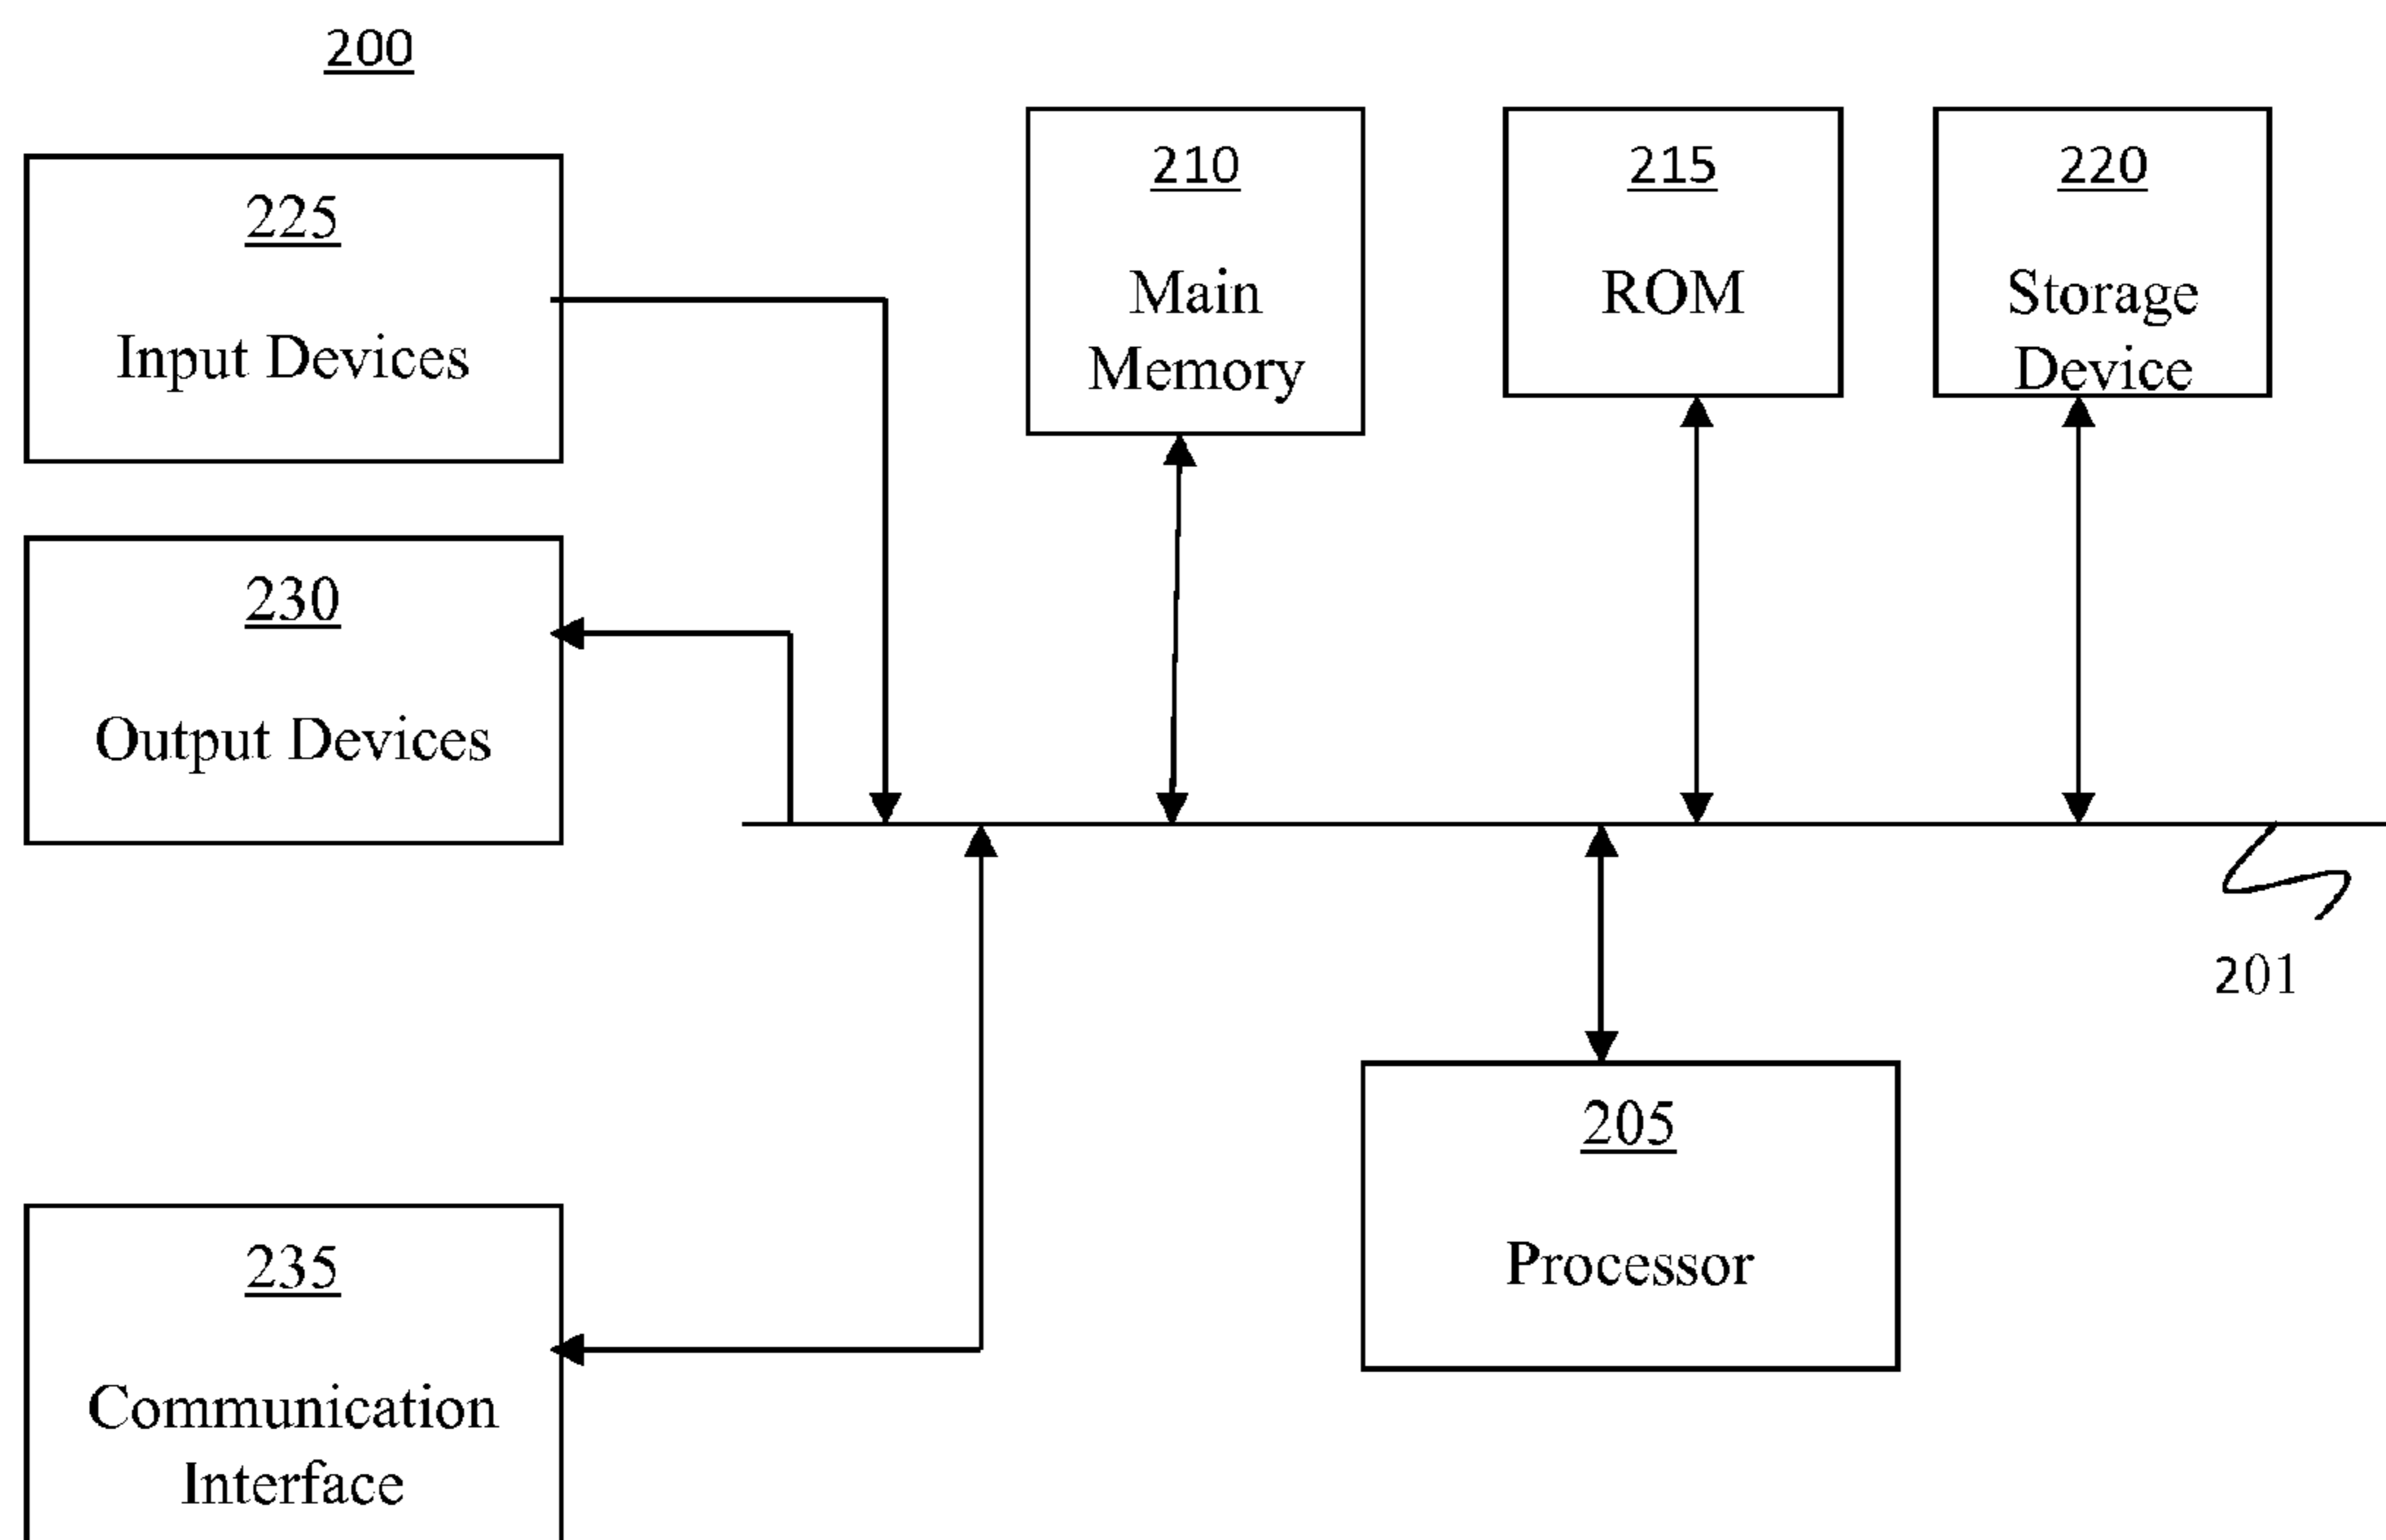 200
225
Input Devices
210
Main
Memory
215
ROM
220
Storage
Device
230
Output Devices
201
205
Processor
235
Communication
Interface